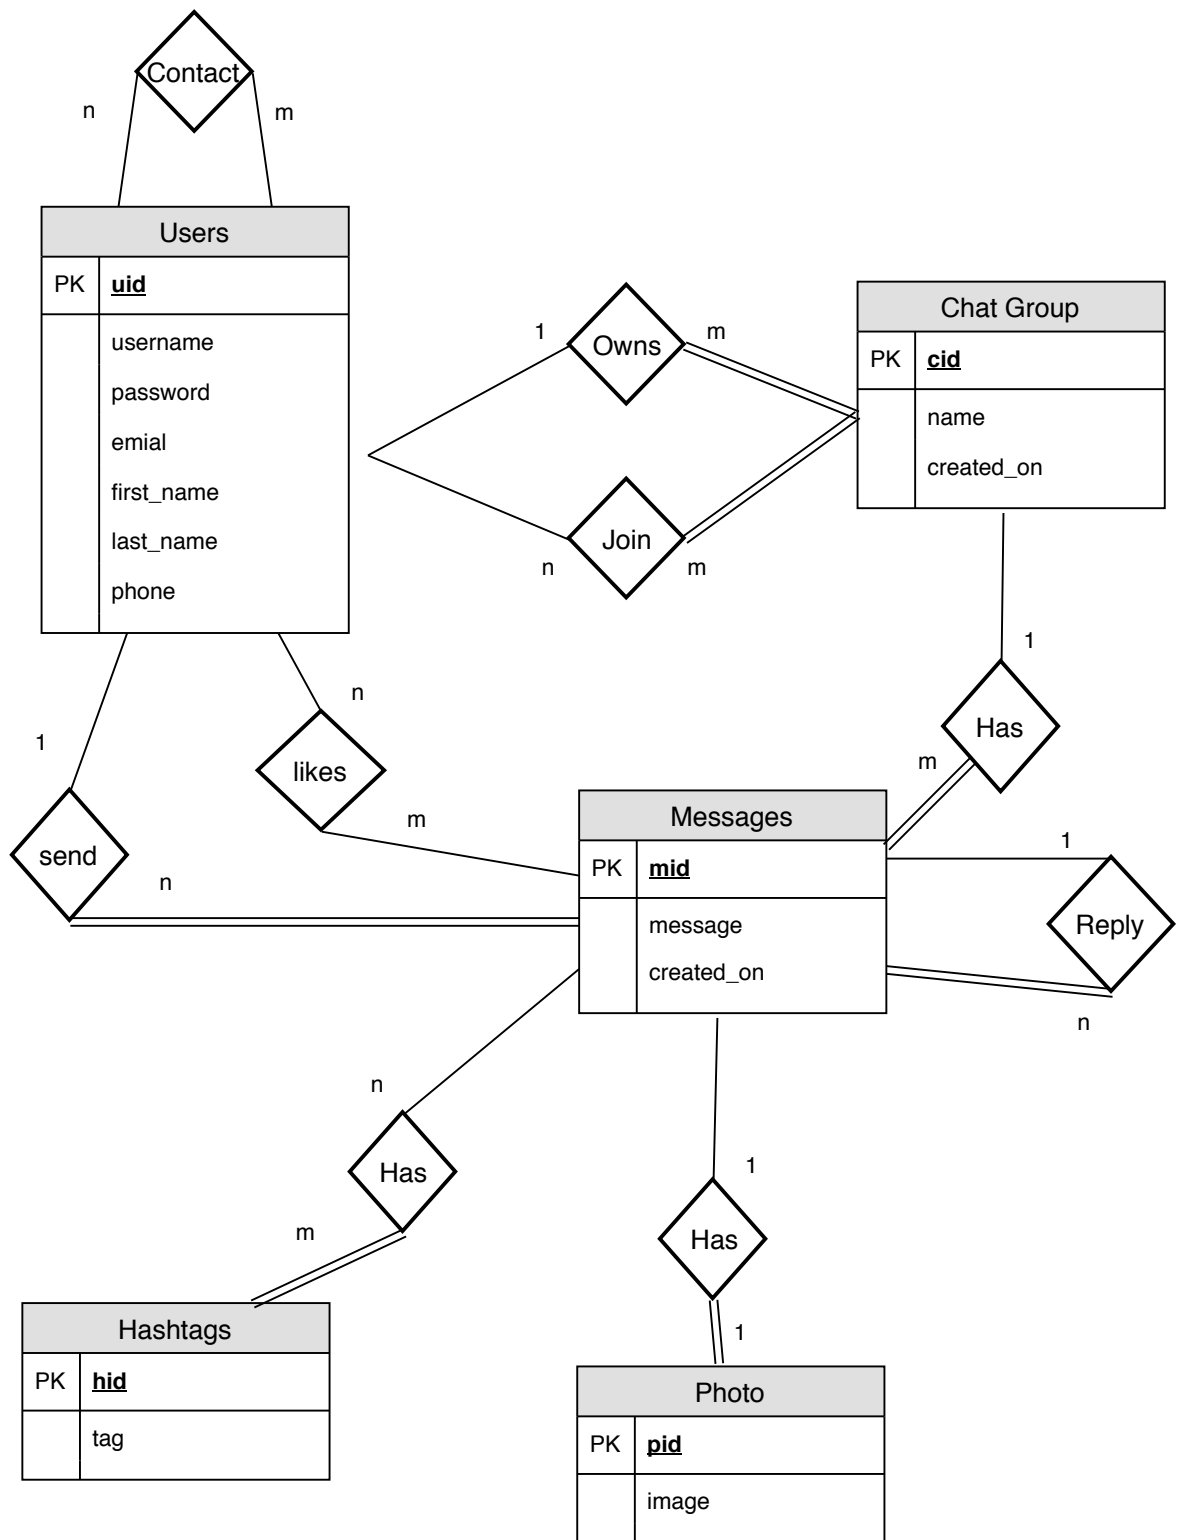 Contact
n
m
Users
PK uid
username
password
emial
first_name
last_name
phone
1
Owns
m
n
Join
m
Chat Group
PK cid
name
created_on
1
Has
m
1
send
n
n
likes
m
Messages
PK mid
message
created_on
1
Reply
n
n
Has
m
1
Has
1
Hashtags
PK hid
tag
Photo
PK pid
image